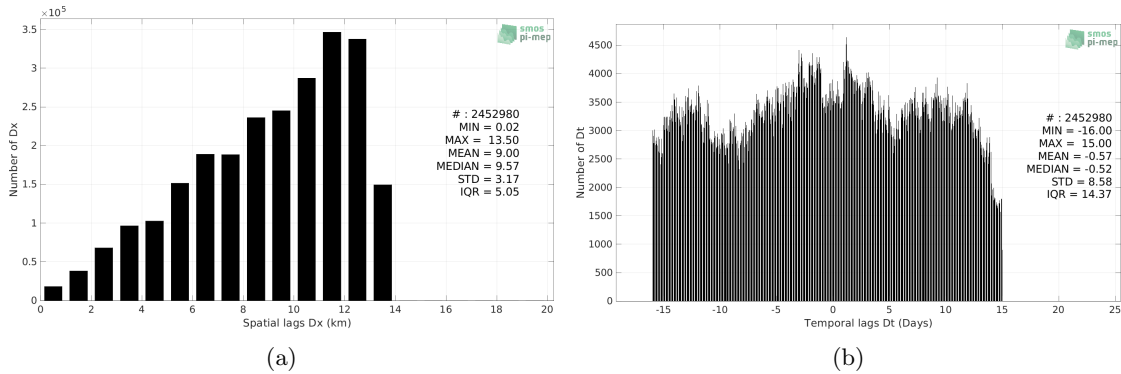 ×10⁵
3.5
3
2.5
2
1.5
1
0.5
0
Number of Dx
smos
pi-mep
# : 2452980
MIN = 0.02
MAX = 13.50
MEAN = 9.00
MEDIAN = 9.57
STD = 3.17
IQR = 5.05
0 2 4 6 8 10 12 14 16 18 20
Spatial lags Dx (km)
(a)
4500
4000
3500
3000
2500
2000
1500
1000
500
0
Number of Dt
smos
pi-mep
# : 2452980
MIN = -16.00
MAX = 15.00
MEAN = -0.57
MEDIAN = -0.52
STD = 8.58
IQR = 14.37
-15 -10 -5 0 5 10 15 20 25
Temporal lags Dt (Days)
(b)